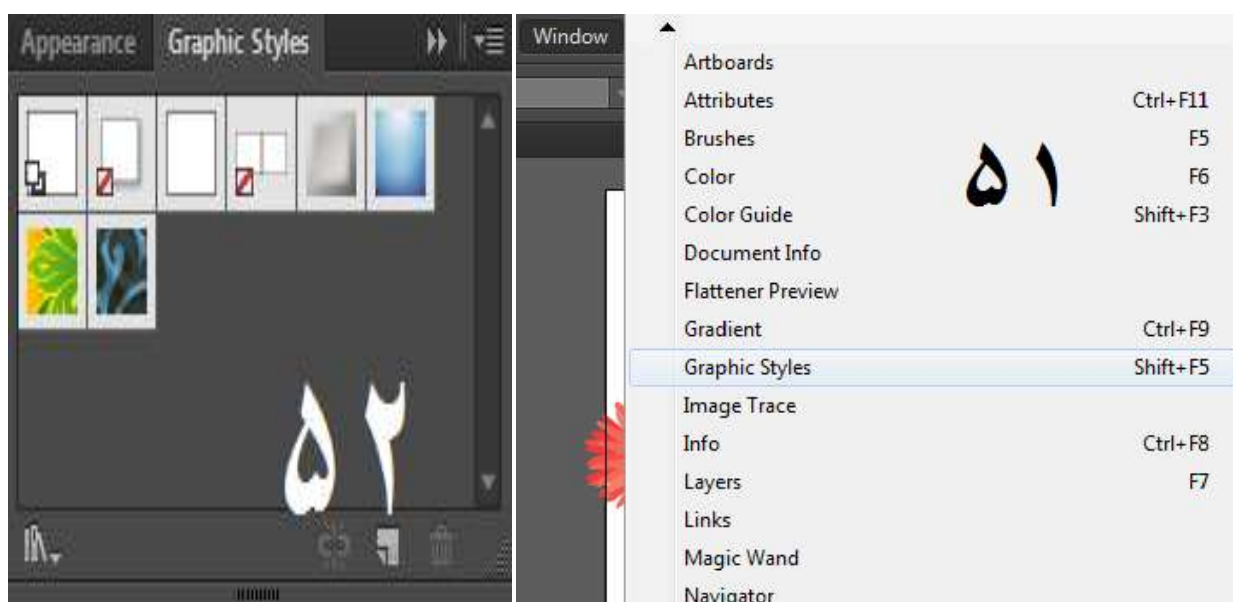 Appearance Graphic Styles
۵۲
Window
Artboards
Attributes Ctrl+F11
Brushes F5
Color F6
Color Guide Shift+F3
۵۱
Document Info
Flattener Preview
Gradient Ctrl+F9
Graphic Styles Shift+F5
Image Trace
Info Ctrl+F8
Layers F7
Links
Magic Wand
Navigator